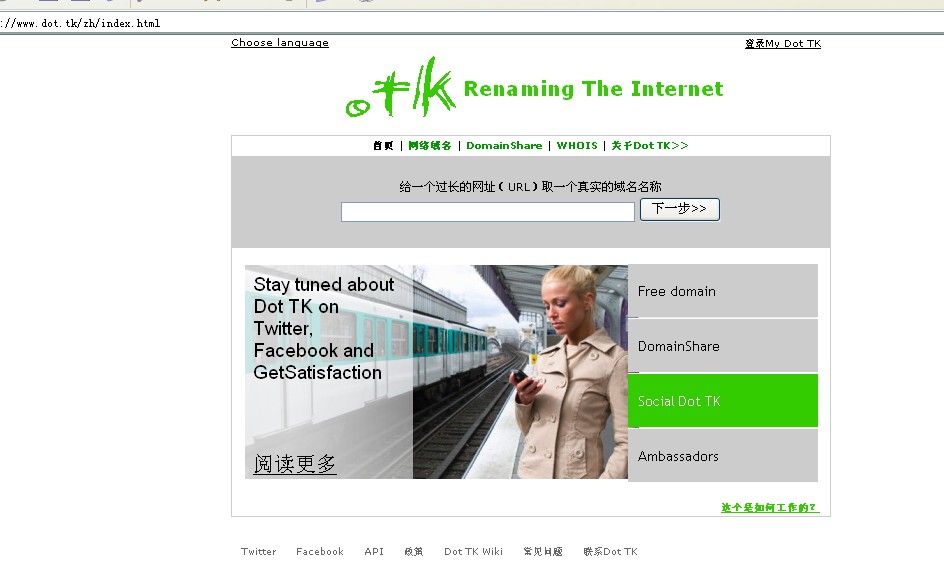 ://www.dot.tk/zh/index.html
Choose language
登录My Dot TK
.tk Renaming The Internet
首页 | 网络域名 | DomainShare | WHOIS | 关于Dot TK>>
给一个过长的网址（URL）取一个真实的域名名称
下一步>>
Stay tuned about
Dot TK on
Twitter,
Facebook and
GetSatisfaction
阅读更多
Free domain
DomainShare
Social Dot TK
Ambassadors
这个是如何工作的?
Twitter Facebook API 政策 Dot TK Wiki 常见问题 联系Dot TK